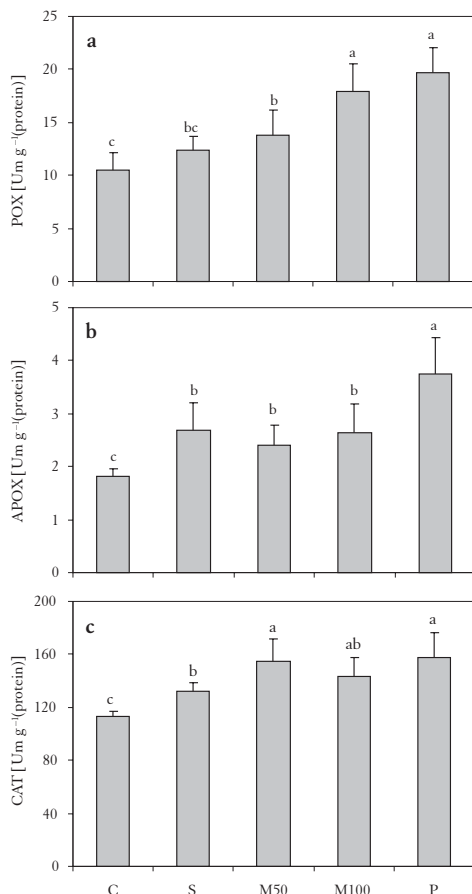 a
POX [Um g⁻¹(protein)]
25
20
15
10
5
0
c
bc
b
a
a
b
APOX [Um g⁻¹(protein)]
5
4
3
2
1
0
c
b
b
b
a
c
CAT [Um g⁻¹(protein)]
200
160
120
80
40
0
c
b
a
ab
a
C S M50 M100 P